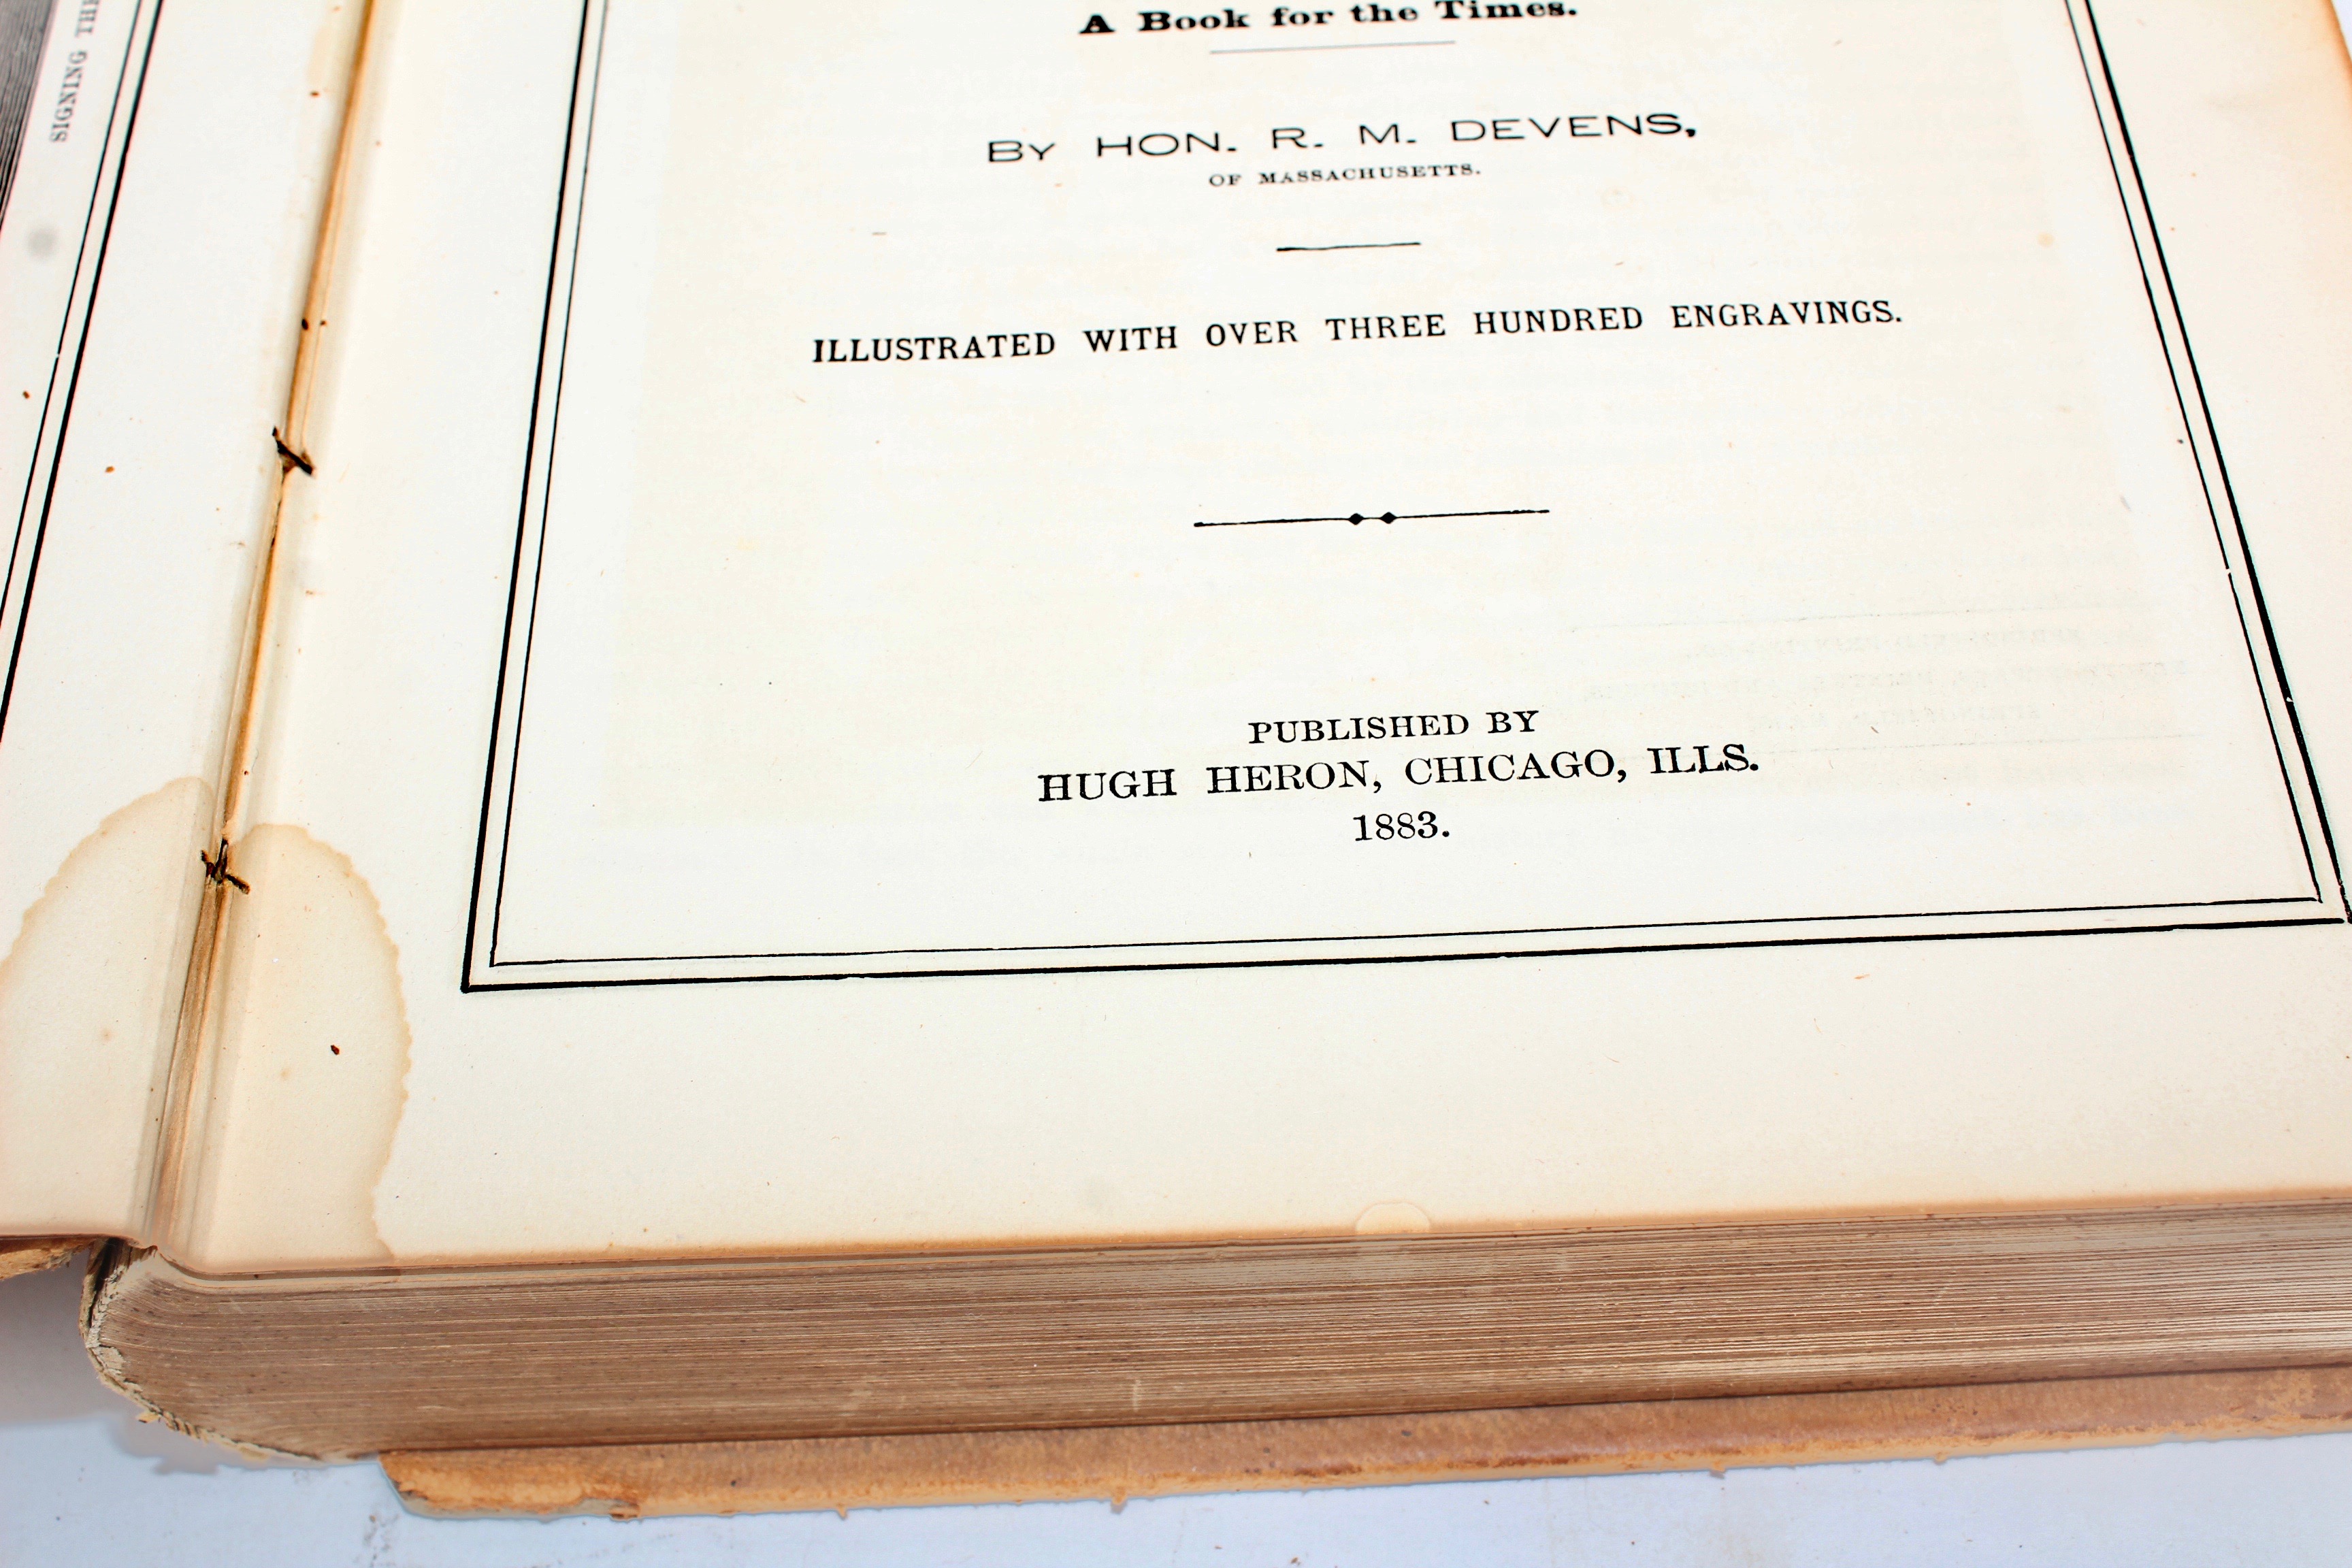 SIGNING THE
A Book for the Times.
BY HON. R. M. DEVENS,
OF MASSACHUSETTS.
ILLUSTRATED WITH OVER THREE HUNDRED ENGRAVINGS.
PUBLISHED BY
HUGH HERON, CHICAGO, ILLS.
1883.